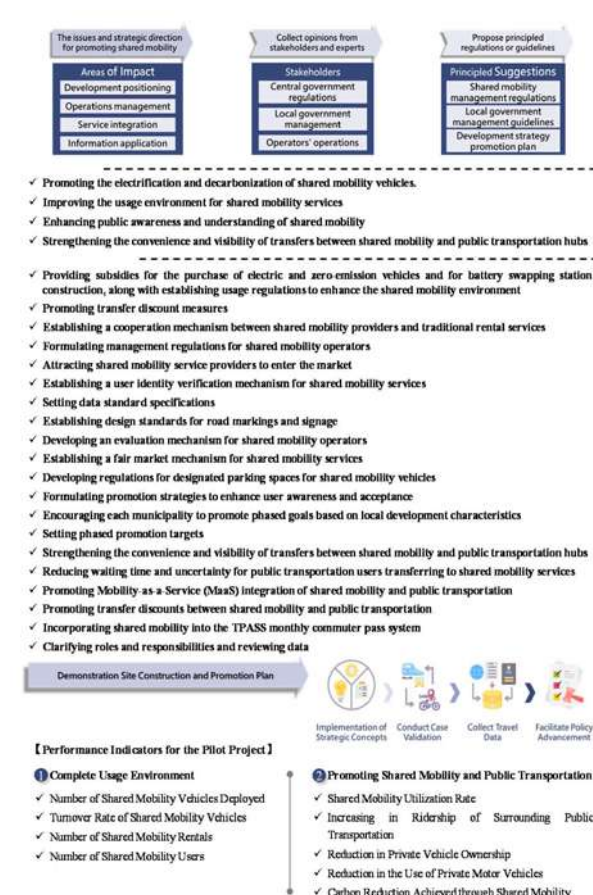 The issues and strategic direction
for promoting shared mobility
Collect opinions from
stakeholders and experts
Propose principled
regulations or guidelines
Areas of Impact
Development positioning
Operations management
Service integration
Information application
Stakeholders
Central government
regulations
Local government
management
Operators' operations
Principled Suggestions
Shared mobility
management regulations
Local government
management guidelines
Development strategy
promotion plan
✓ Promoting the electrification and decarbonization of shared mobility vehicles.
✓ Improving the usage environment for shared mobility services
✓ Enhancing public awareness and understanding of shared mobility
✓ Strengthening the convenience and visibility of transfers between shared mobility and public transportation hubs
✓ Providing subsidies for the purchase of electric and zero-emission vehicles and for battery swapping station
construction, along with establishing usage regulations to enhance the shared mobility environment
✓ Promoting transfer discount measures
✓ Establishing a cooperation mechanism between shared mobility providers and traditional rental services
✓ Formulating management regulations for shared mobility operators
✓ Attracting shared mobility service providers to enter the market
✓ Establishing a user identity verification mechanism for shared mobility services
✓ Setting data standard specifications
✓ Establishing design standards for road markings and signage
✓ Developing an evaluation mechanism for shared mobility operators
✓ Establishing a fair market mechanism for shared mobility services
✓ Developing regulations for designated parking spaces for shared mobility vehicles
✓ Formulating promotion strategies to enhance user awareness and acceptance
✓ Encouraging each municipality to promote phased goals based on local development characteristics
✓ Setting phased promotion targets
✓ Strengthening the convenience and visibility of transfers between shared mobility and public transportation hubs
✓ Reducing waiting time and uncertainty for public transportation users transferring to shared mobility services
✓ Promoting Mobility-as-a-Service (MaaS) integration of shared mobility and public transportation
✓ Promoting transfer discounts between shared mobility and public transportation
✓ Incorporating shared mobility into the TPASS monthly commuter pass system
✓ Clarifying roles and responsibilities and reviewing data
Demonstration Site Construction and Promotion Plan
Implementation of
Strategic Concepts
Conduct Case
Validation
Collect Travel
Data
Facilitate Policy
Advancement
【Performance Indicators for the Pilot Project】
1 Complete Usage Environment
✓ Number of Shared Mobility Vehicles Deployed
✓ Turnover Rate of Shared Mobility Vehicles
✓ Number of Shared Mobility Rentals
✓ Number of Shared Mobility Users
2 Promoting Shared Mobility and Public Transportation
✓ Shared Mobility Utilization Rate
✓ Increasing in Ridership of Surrounding Public
Transportation
✓ Reduction in Private Vehicle Ownership
✓ Reduction in the Use of Private Motor Vehicles
✓ Carbon Reduction Achieved through Shared Mobility